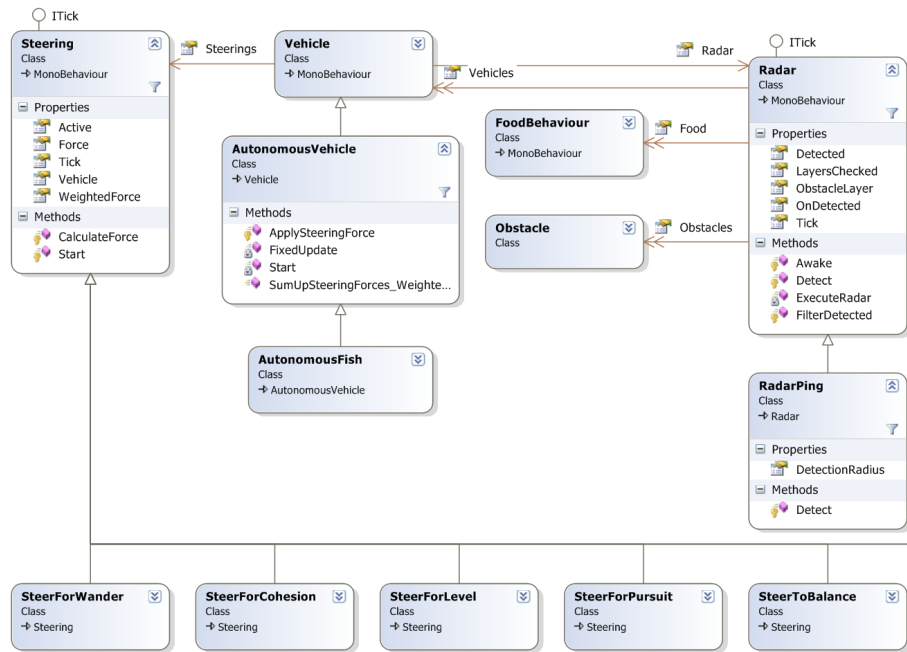 ITick
Steering
Class
MonoBehaviour
Properties
Active
Force
Tick
Vehicle
WeightedForce
Methods
CalculateForce
Start
Steerings
Vehicle
Class
MonoBehaviour
Radar
Vehicles
AutonomousVehicle
Class
Vehicle
Methods
ApplySteeringForce
FixedUpdate
Start
SumUpSteeringForces_Weighte...
AutonomousFish
Class
AutonomousVehicle
FoodBehaviour
Class
MonoBehaviour
Food
Obstacle
Class
Obstacles
ITick
Radar
Class
MonoBehaviour
Properties
Detected
LayersChecked
ObstacleLayer
OnDetected
Tick
Methods
Awake
Detect
ExecuteRadar
FilterDetected
RadarPing
Class
Radar
Properties
DetectionRadius
Methods
Detect
SteerForWander
Class
Steering
SteerForCohesion
Class
Steering
SteerForLevel
Class
Steering
SteerForPursuit
Class
Steering
SteerToBalance
Class
Steering